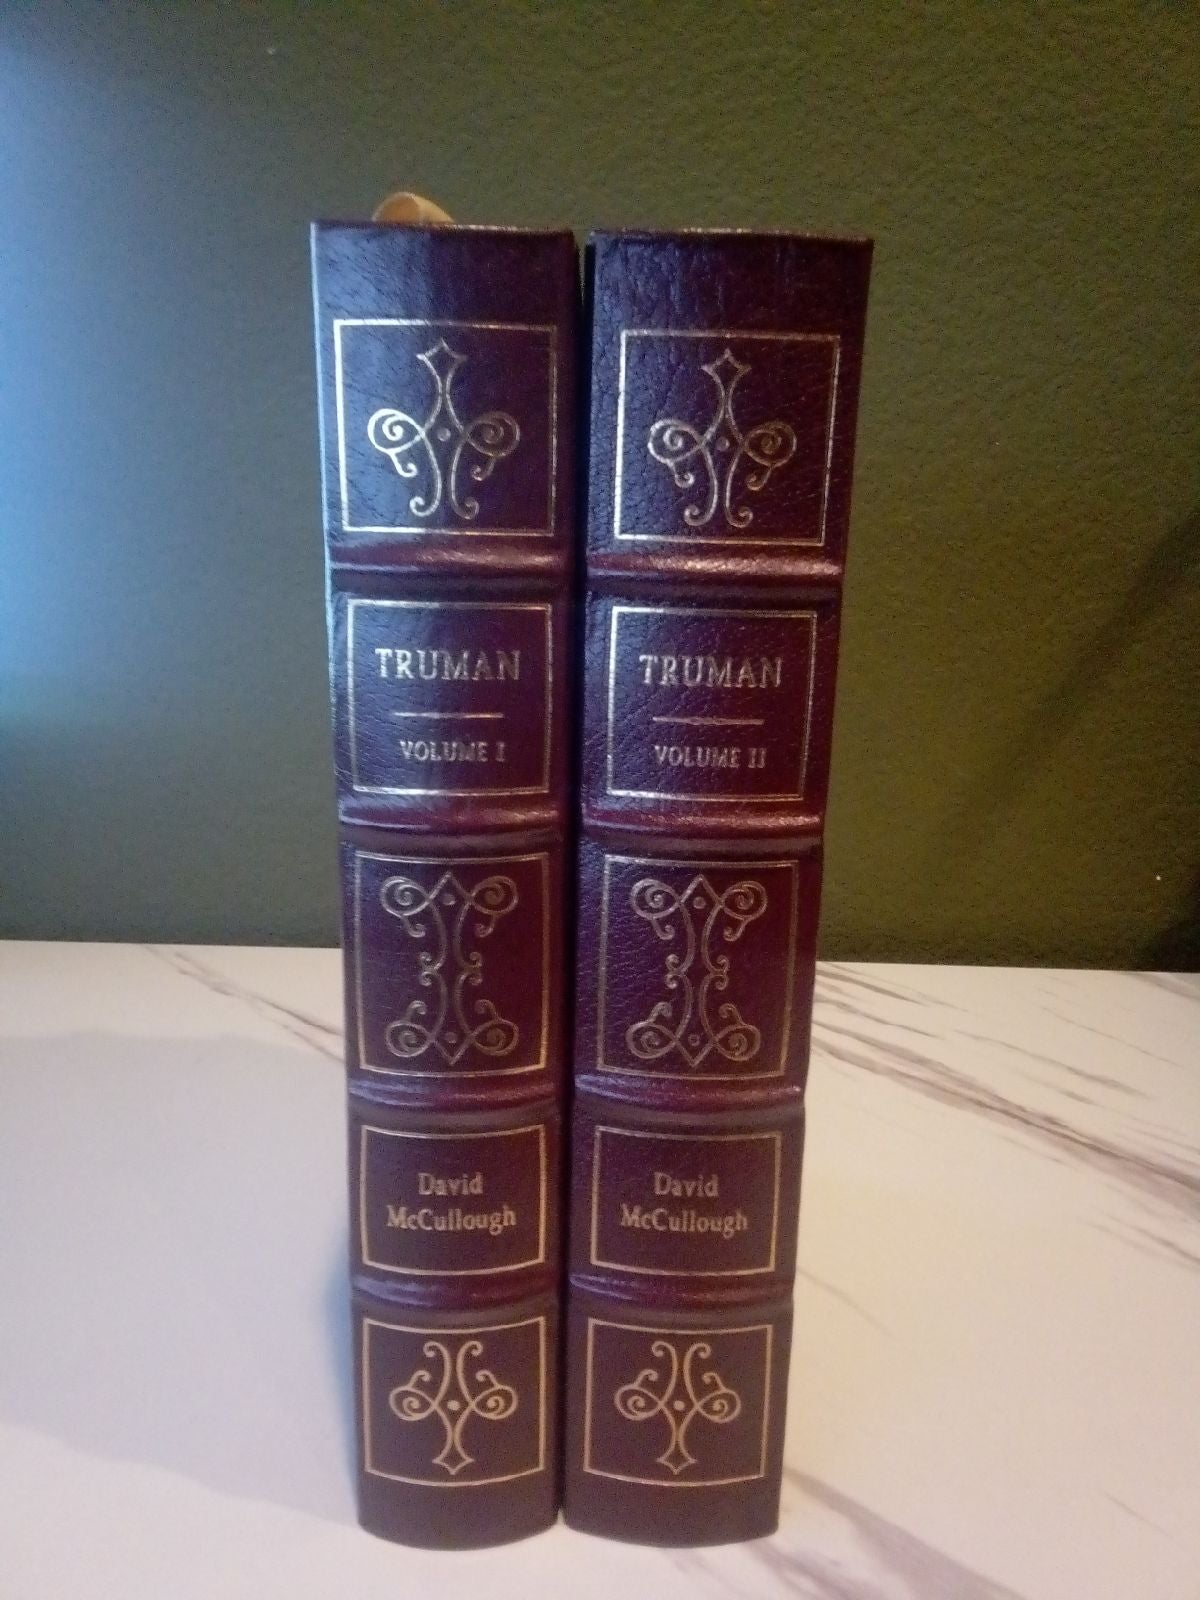 TRUMAN
VOLUME I
David
McCullough
TRUMAN
VOLUME II
David
McCullough